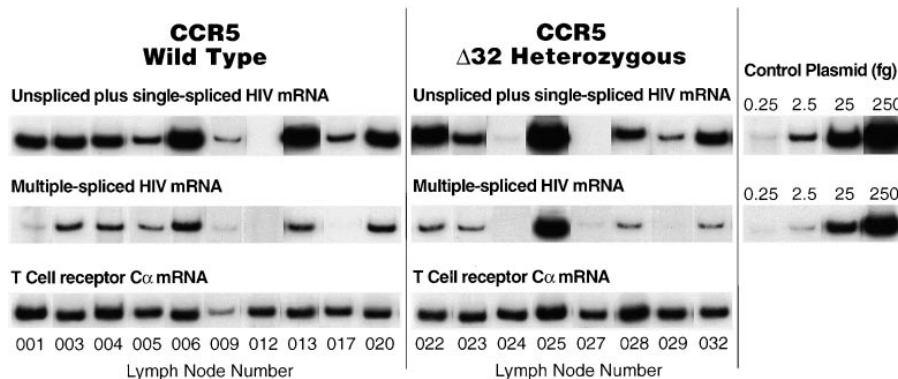 CCR5
Wild Type
Unspliced plus single-spliced HIV mRNA
Multiple-spliced HIV mRNA
T Cell receptor Cα mRNA
001 003 004 005 006 009 012 013 017 020
Lymph Node Number
CCR5
Δ32 Heterozygous
Unspliced plus single-spliced HIV mRNA
Multiple-spliced HIV mRNA
T Cell receptor Cα mRNA
022 023 024 025 027 028 029 032
Lymph Node Number
Control Plasmid (fg)
0.25 2.5 25 250
0.25 2.5 25 250